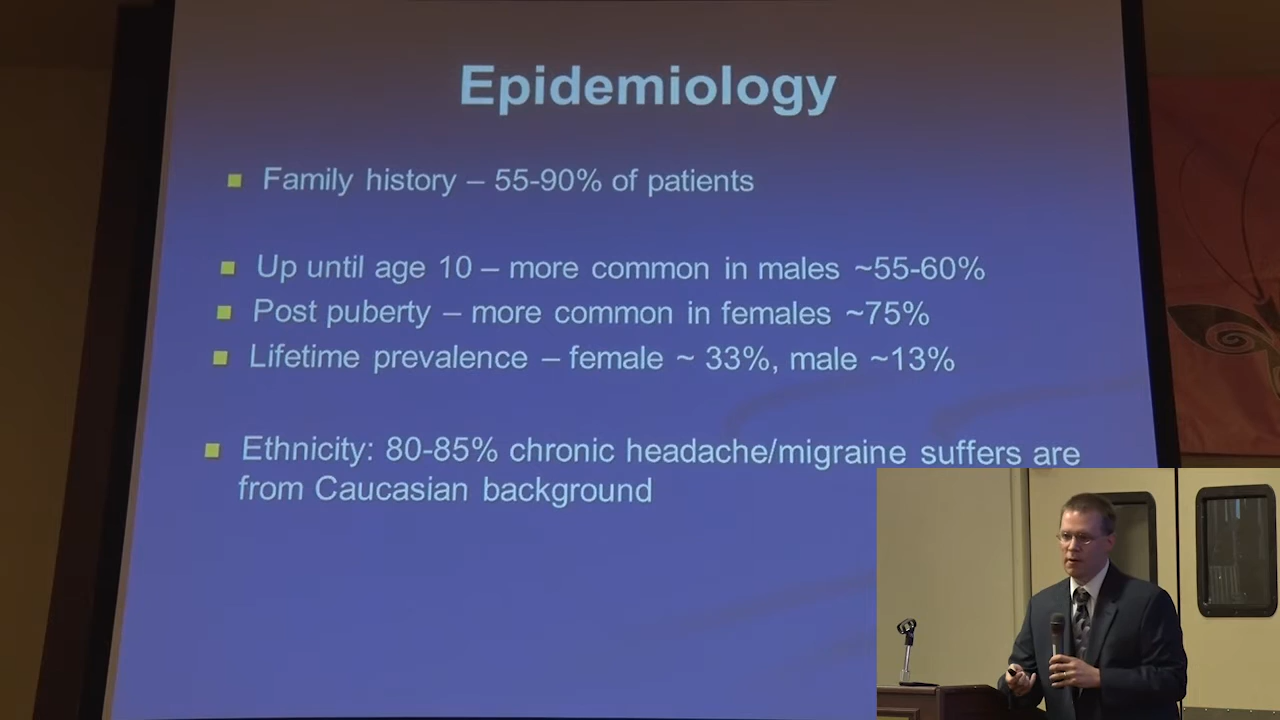 Epidemiology
Family history – 55-90% of patients
Up until age 10 – more common in males ~55-60%
Post puberty – more common in females ~75%
Lifetime prevalence – female ~ 33%, male ~13%
Ethnicity: 80-85% chronic headache/migraine suffers are
from Caucasian background